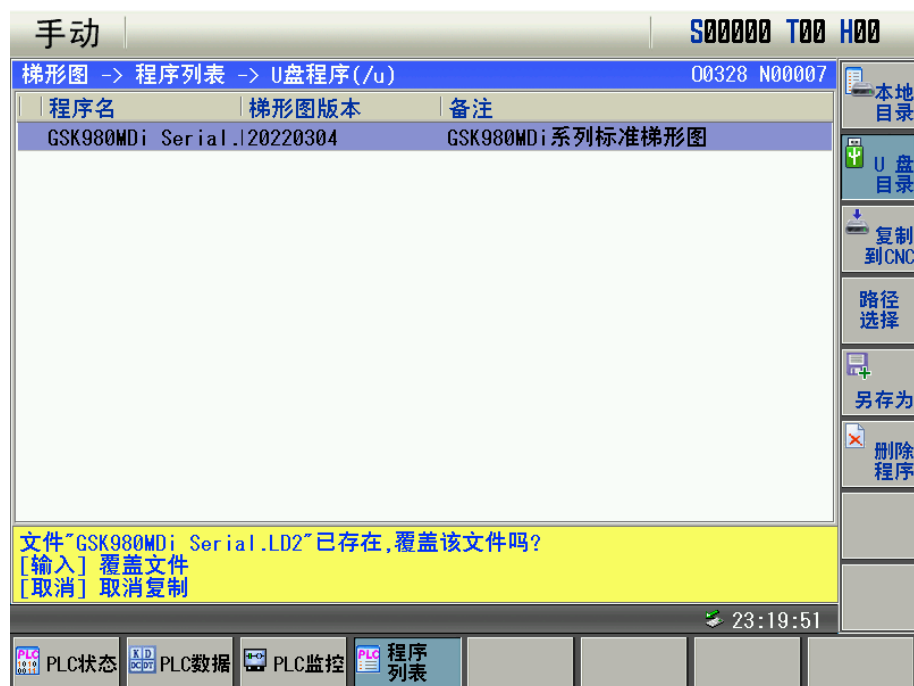 手动 S00000 T00 H00
梯形图 -> 程序列表 -> U盘程序(/u) O0328 N00007
程序名 梯形图版本 备注
GSK980MDi Serial. 20220304 GSK980MDi系列标准梯形图
本地
目录
U 盘
目录
复制
到CNC
路径
选择
另存为
删除
程序
文件"GSK980MDi Serial.LD2"已存在,覆盖该文件吗?
[输入] 覆盖文件
[取消] 取消复制
23:19:51
PLC状态 PLC数据 PLC监控 程序
列表